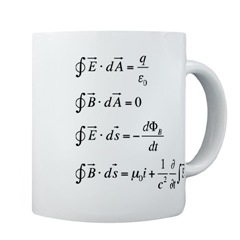 ∮E⃗ · dA⃗ = q/ε₀
∮B⃗ · dA⃗ = 0
∮E⃗ · ds⃗ = −dΦ_B/dt
∮B⃗ · ds⃗ = μ₀i + 1/c² ∂/∂t ∫E⃗